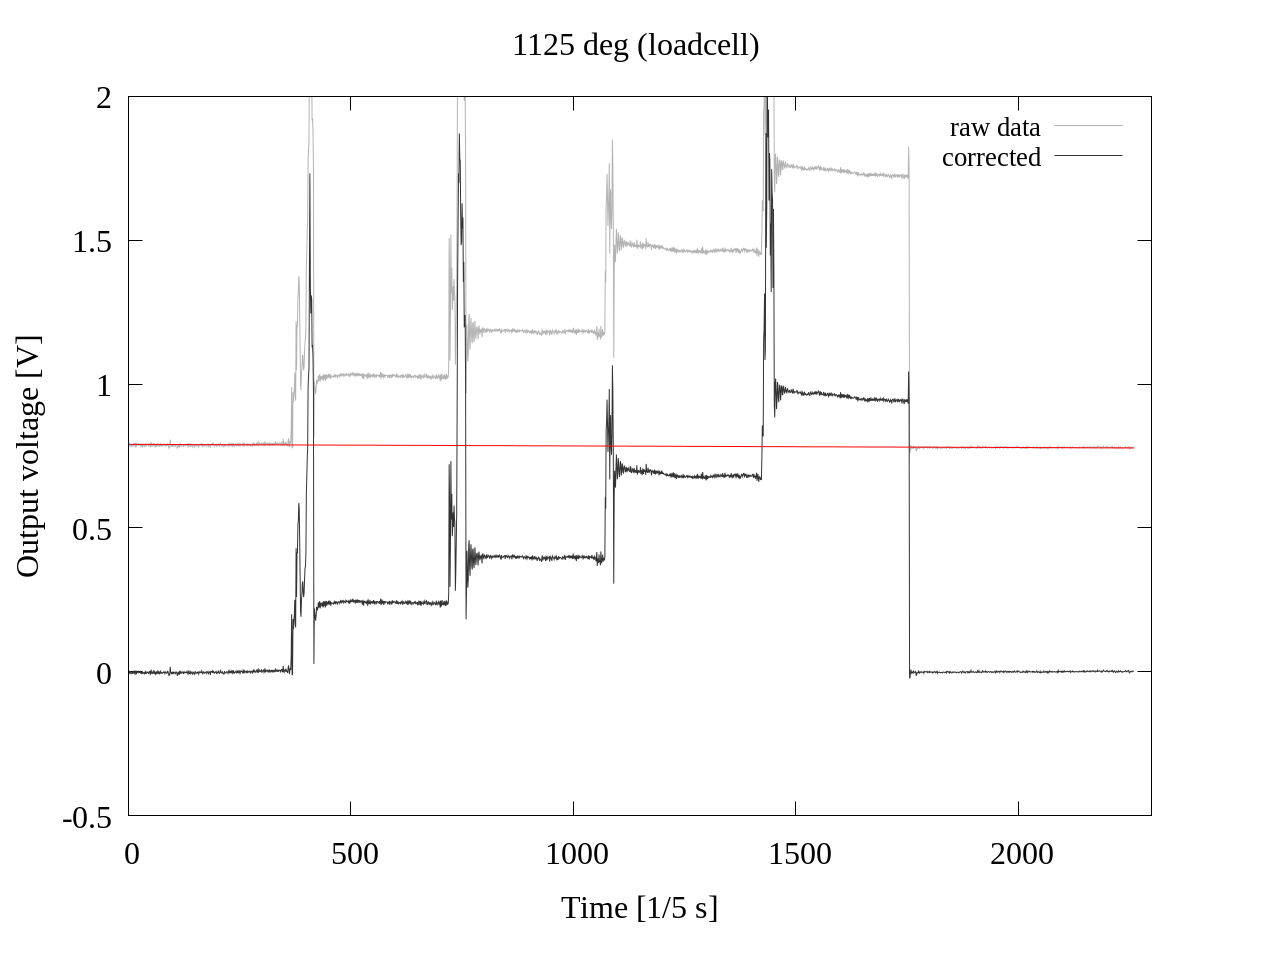 1125 deg (loadcell)
raw data
corrected
2
1.5
1
0.5
0
-0.5
Output voltage [V]
0 500 1000 1500 2000
Time [1/5 s]